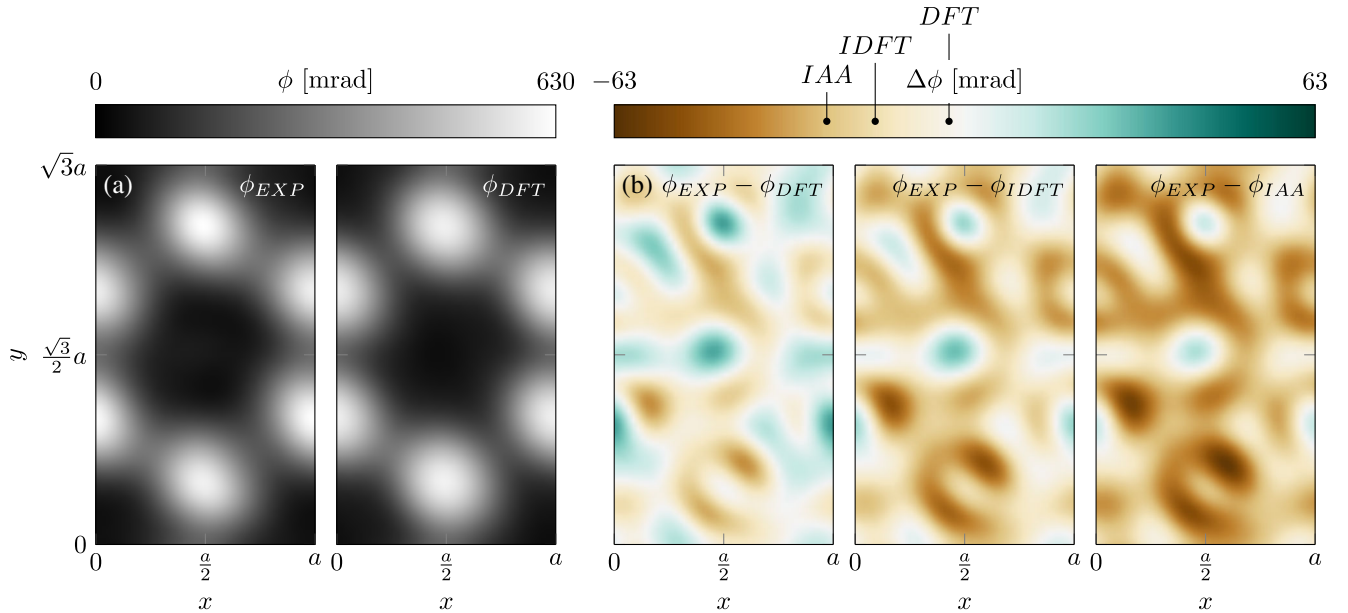 DFT
IDFT
IAA
0 ϕ [mrad] 630
−63 Δϕ [mrad] 63
√3a
(a) ϕ_EXP
ϕ_DFT
(b) ϕ_EXP − ϕ_DFT
ϕ_EXP − ϕ_IDFT
ϕ_EXP − ϕ_IAA
y
√3/2 a
0
0 a/2 a
0 a/2 a
0 a/2 a
0 a/2 a
0 a/2 a
x
x
x
x
x